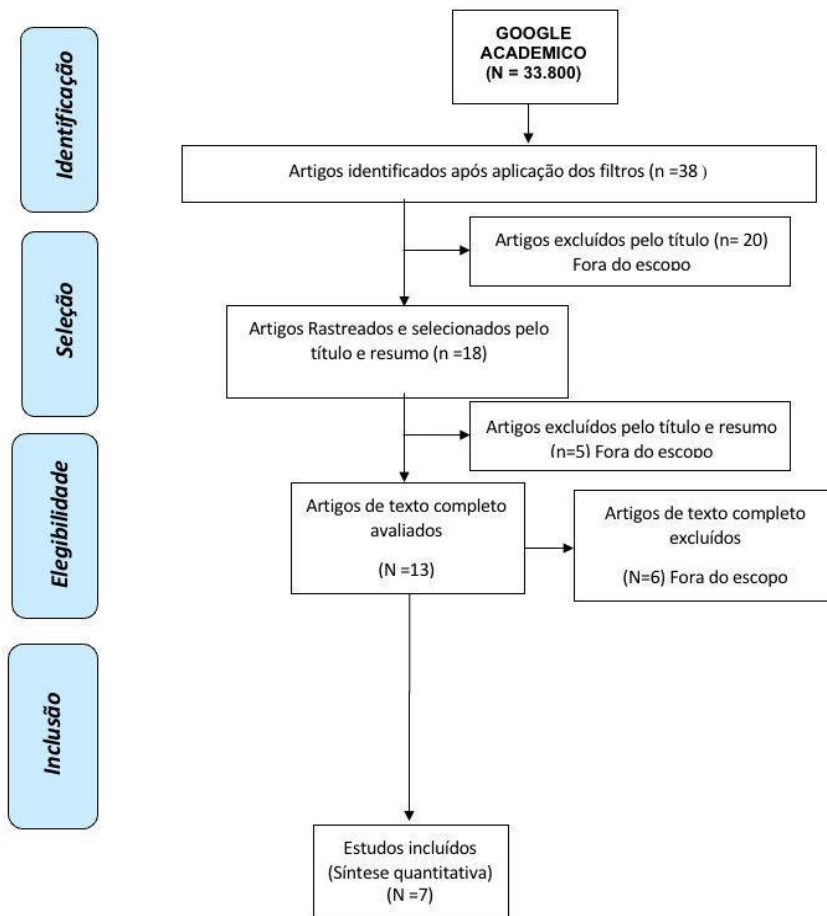 Identificação
GOOGLE
ACADEMICO
(N = 33.800)
Artigos identificados após aplicação dos filtros (n =38 )
Seleção
Artigos excluídos pelo título (n= 20)
Fora do escopo
Artigos Rastreados e selecionados pelo
título e resumo (n =18)
Artigos excluídos pelo título e resumo
(n=5) Fora do escopo
Elegibilidade
Artigos de texto completo
avaliados
(N =13)
Artigos de texto completo
excluídos
(N=6) Fora do escopo
Inclusão
Estudos incluídos
(Síntese quantitativa)
(N =7)